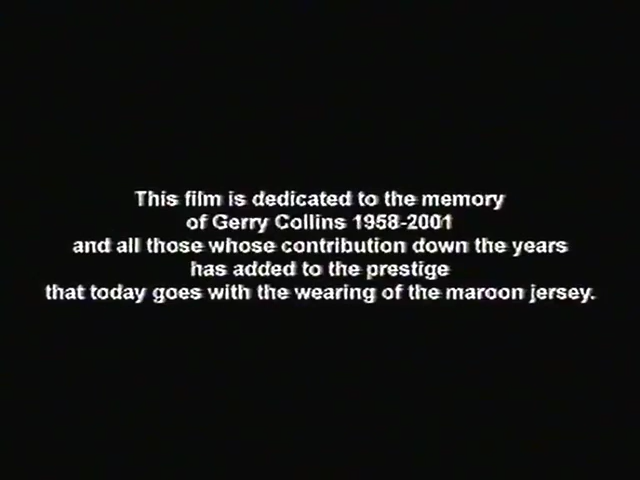 This film is dedicated to the memory
of Gerry Collins 1958-2001
and all those whose contribution down the years
has added to the prestige
that today goes with the wearing of the maroon jersey.